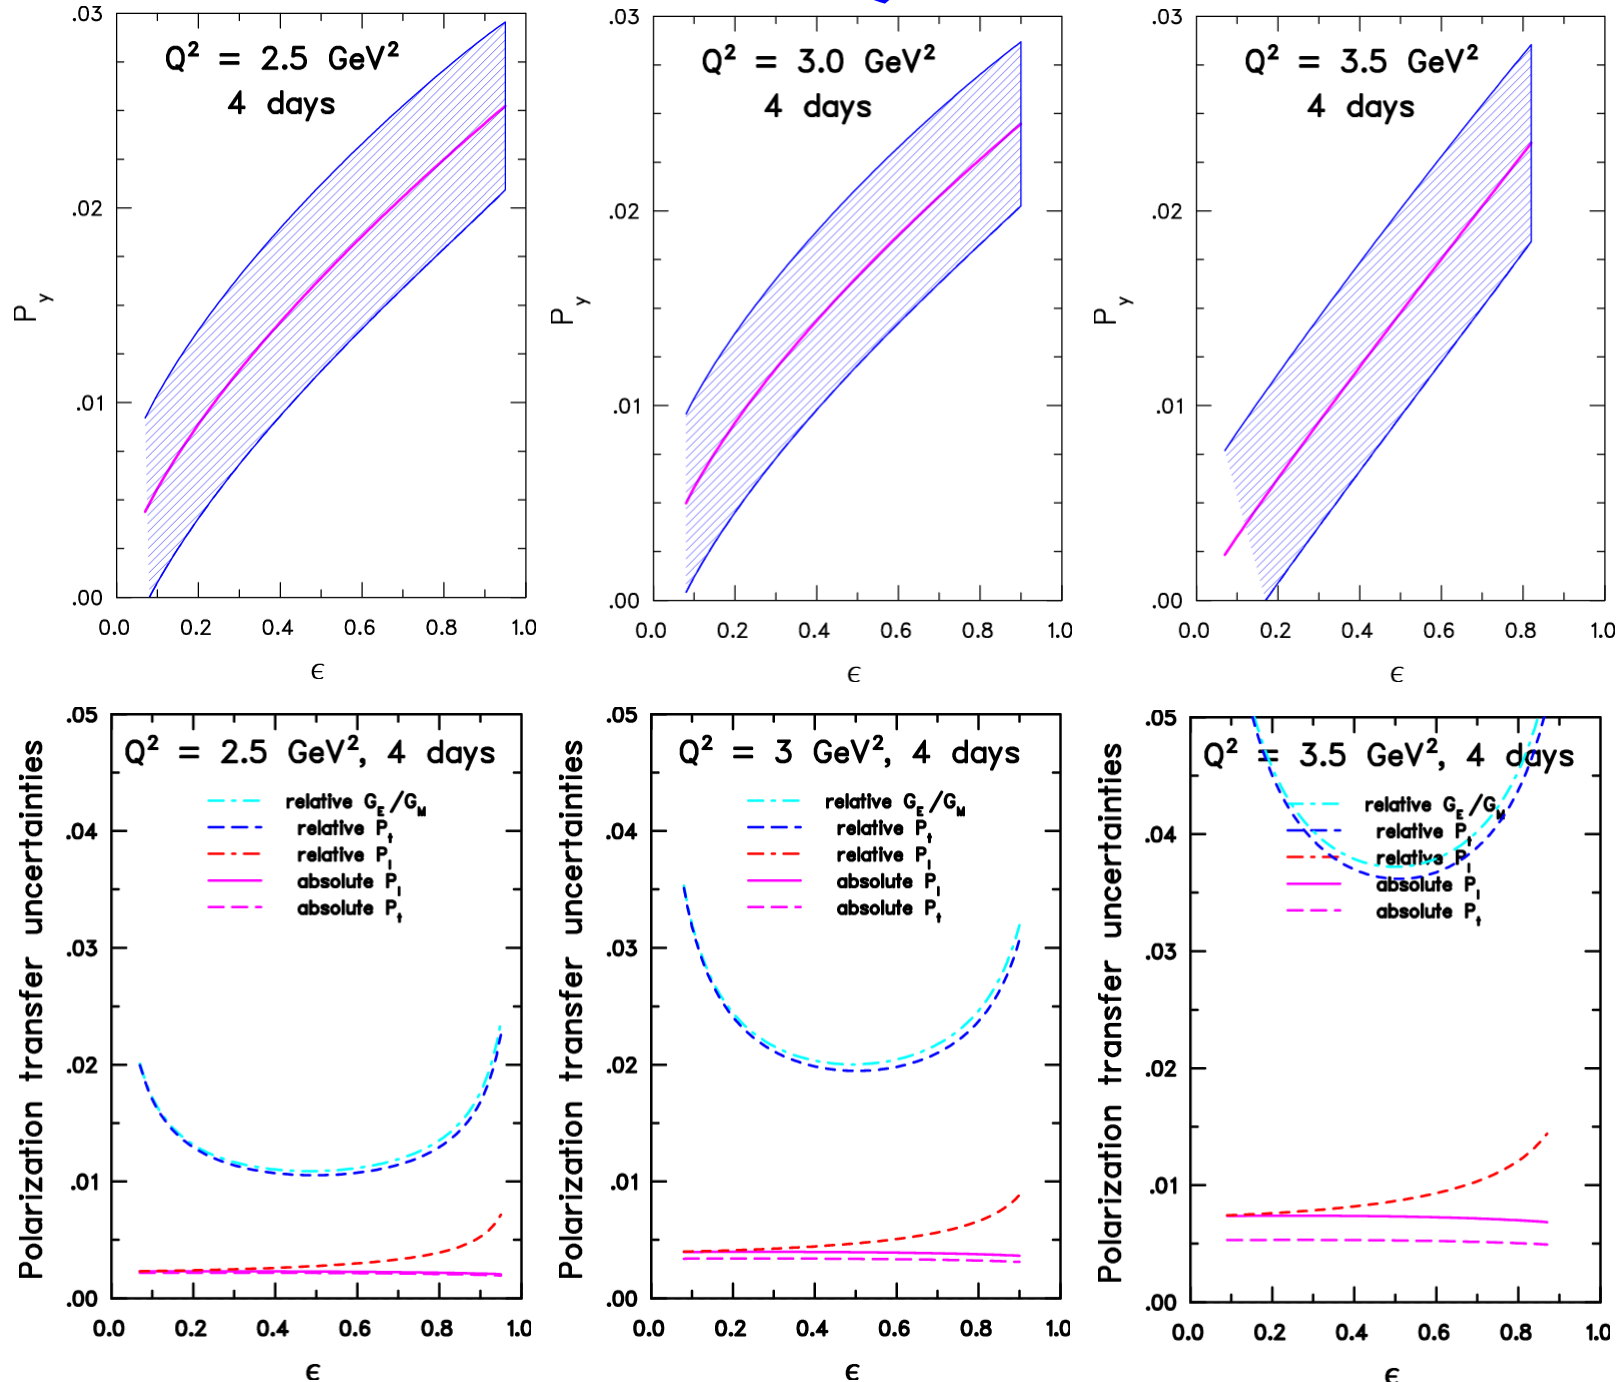 Q² = 2.5 GeV²
4 days
.03
.02
.01
.00
P_y
0.0 0.2 0.4 0.6 0.8 1.0
ϵ
Q² = 3.0 GeV²
4 days
.03
.02
.01
.00
P_y
0.0 0.2 0.4 0.6 0.8 1.0
ϵ
Q² = 3.5 GeV²
4 days
.03
.02
.01
.00
P_y
0.0 0.2 0.4 0.6 0.8 1.0
ϵ
Q² = 2.5 GeV², 4 days
relative G_E/G_M
relative P_t
relative P_l
absolute P_l
absolute P_t
.05
.04
.03
.02
.01
.00
Polarization transfer uncertainties
0.0 0.2 0.4 0.6 0.8 1.0
ϵ
Q² = 3 GeV², 4 days
relative G_E/G_M
relative P_t
relative P_l
absolute P_l
absolute P_t
.05
.04
.03
.02
.01
.00
Polarization transfer uncertainties
0.0 0.2 0.4 0.6 0.8 1.0
ϵ
Q² = 3.5 GeV², 4 days
relative G_E/G_M
relative P_t
relative P_l
absolute P_l
absolute P_t
.05
.04
.03
.02
.01
.00
Polarization transfer uncertainties
0.0 0.2 0.4 0.6 0.8 1.0
ϵ